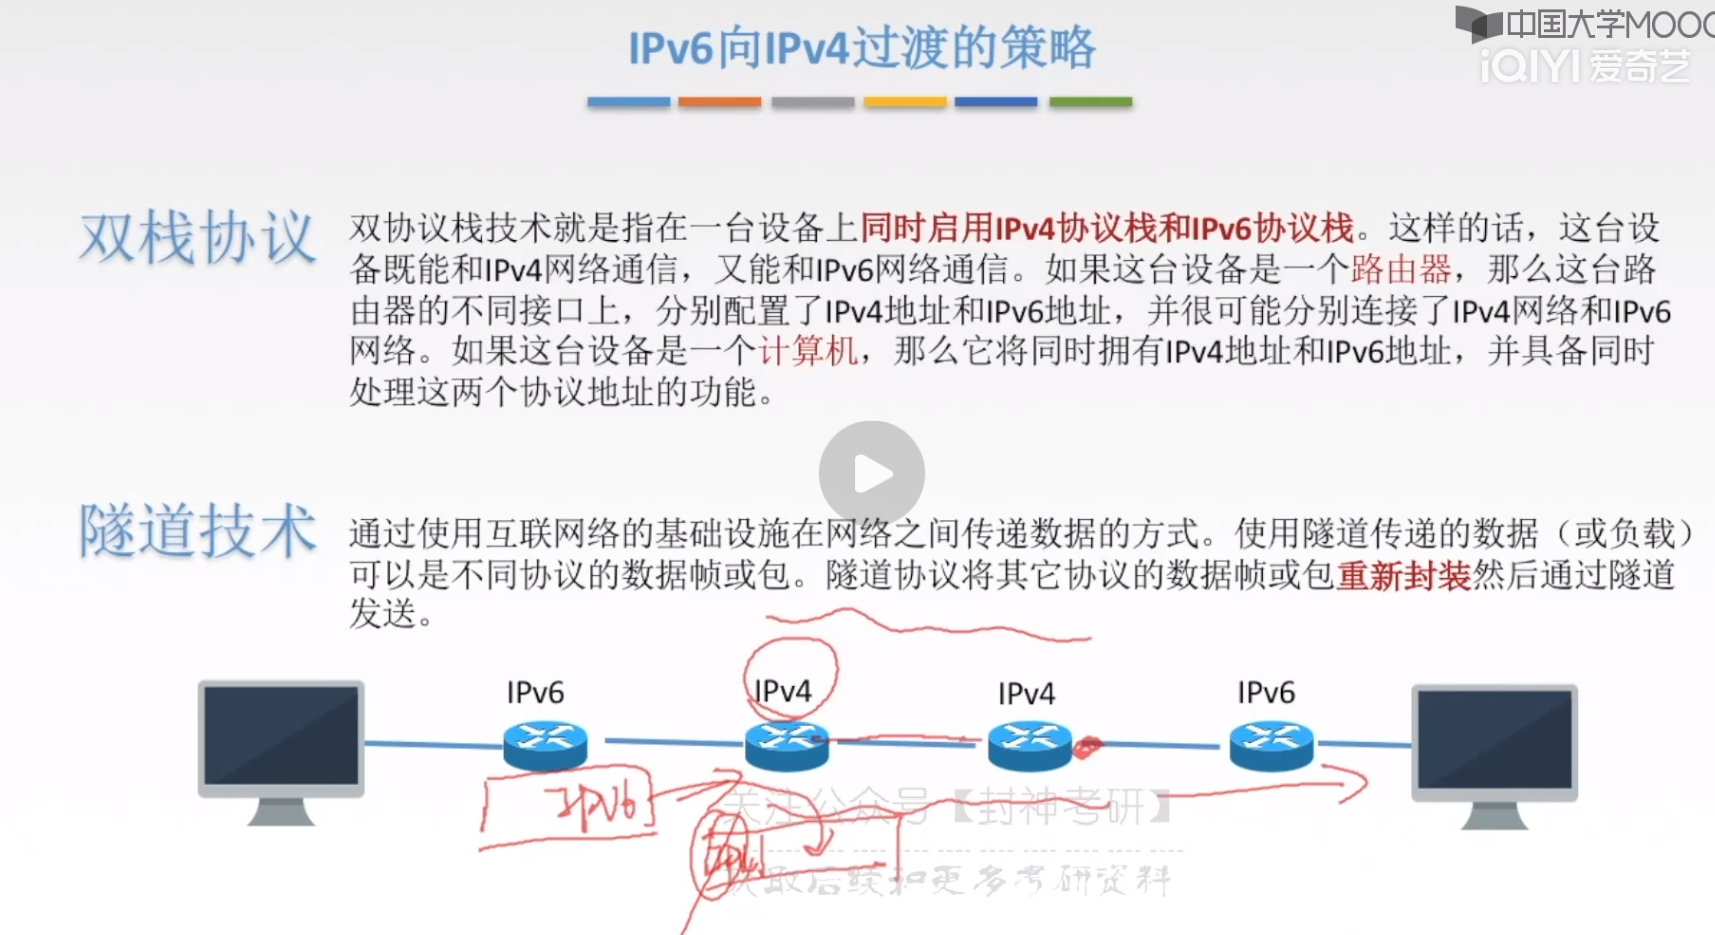 中国大学MOOC
iQIYI 爱奇艺
IPv6向IPv4过渡的策略
双栈协议
双协议栈技术就是指在一台设备上同时启用IPv4协议栈和IPv6协议栈。这样的话，这台设
备既能和IPv4网络通信，又能和IPv6网络通信。如果这台设备是一个路由器，那么这台路
由器的不同接口上，分别配置了IPv4地址和IPv6地址，并很可能分别连接了IPv4网络和IPv6
网络。如果这台设备是一个计算机，那么它将同时拥有IPv4地址和IPv6地址，并具备同时
处理这两个协议地址的功能。
隧道技术
通过使用互联网络的基础设施在网络之间传递数据的方式。使用隧道传递的数据（或负载）
可以是不同协议的数据帧或包。隧道协议将其它协议的数据帧或包重新封装然后通过隧道
发送。
IPv6
IPv4
IPv4
IPv6
IPV6
关注公众号【封神考研】
获取后续和更多考研资料